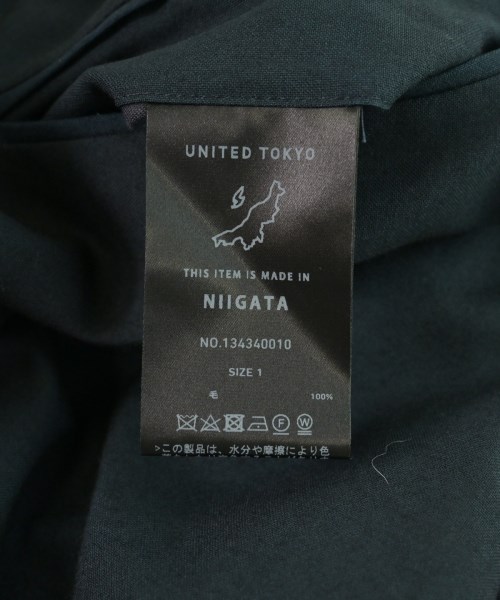 UNITED TOKYO
THIS ITEM IS MADE IN
NIIGATA
NO.134340010
SIZE 1
毛 100%
F W
>この製品は、水分や摩擦により色